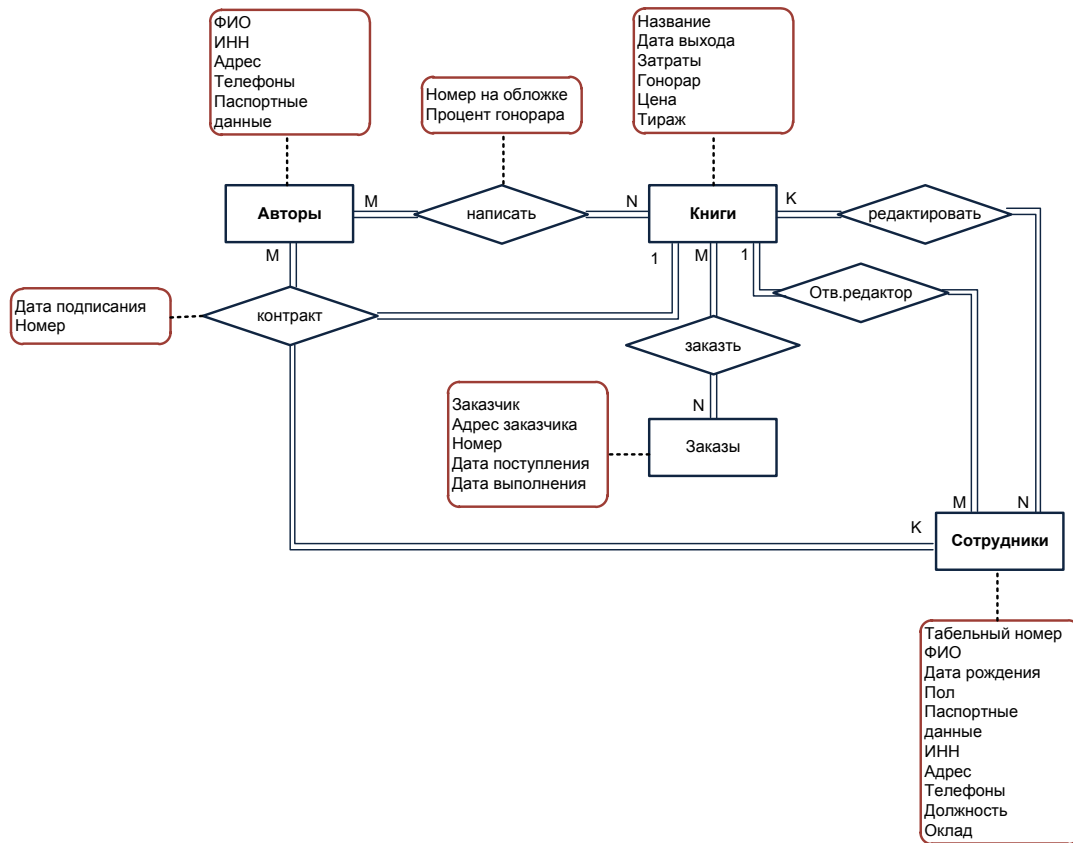 ФИО
ИНН
Адрес
Телефоны
Паспортные
данные
Номер на обложке
Процент гонорара
Название
Дата выхода
Затраты
Гонорар
Цена
Тираж
Авторы
M
написать
N
Книги
K
редактировать
M
1
M
1
Дата подписания
Номер
контракт
Отв.редактор
заказть
Заказчик
Адрес заказчика
Номер
Дата поступления
Дата выполнения
N
Заказы
M
N
K
Сотрудники
Табельный номер
ФИО
Дата рождения
Пол
Паспортные
данные
ИНН
Адрес
Телефоны
Должность
Оклад